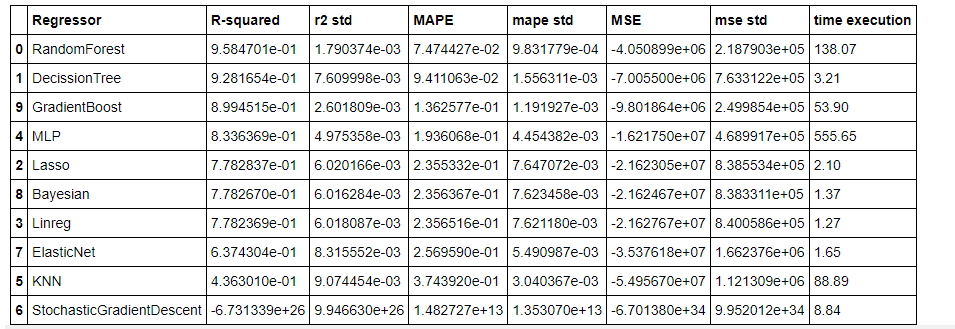 Regressor R-squared r2 std MAPE mape std MSE mse std time execution
0 RandomForest 9.584701e-01 1.790374e-03 7.474427e-02 9.831779e-04 -4.050899e+06 2.187903e+05 138.07
1 DecissionTree 9.281654e-01 7.609998e-03 9.411063e-02 1.556311e-03 -7.005500e+06 7.633122e+05 3.21
9 GradientBoost 8.994515e-01 2.601809e-03 1.362577e-01 1.191927e-03 -9.801864e+06 2.499854e+05 53.90
4 MLP 8.336369e-01 4.975358e-03 1.936068e-01 4.454382e-03 -1.621750e+07 4.689917e+05 555.65
2 Lasso 7.782837e-01 6.020166e-03 2.355332e-01 7.647072e-03 -2.162305e+07 8.385534e+05 2.10
8 Bayesian 7.782670e-01 6.016284e-03 2.356367e-01 7.623458e-03 -2.162467e+07 8.383311e+05 1.37
3 Linreg 7.782369e-01 6.018087e-03 2.356516e-01 7.621180e-03 -2.162767e+07 8.400586e+05 1.27
7 ElasticNet 6.374304e-01 8.315552e-03 2.569590e-01 5.490987e-03 -3.537618e+07 1.662376e+06 1.65
5 KNN 4.363010e-01 9.074454e-03 3.743920e-01 3.040367e-03 -5.495670e+07 1.121309e+06 88.89
6 StochasticGradientDescent -6.731339e+26 9.946630e+26 1.482727e+13 1.353070e+13 -6.701380e+34 9.952012e+34 8.84